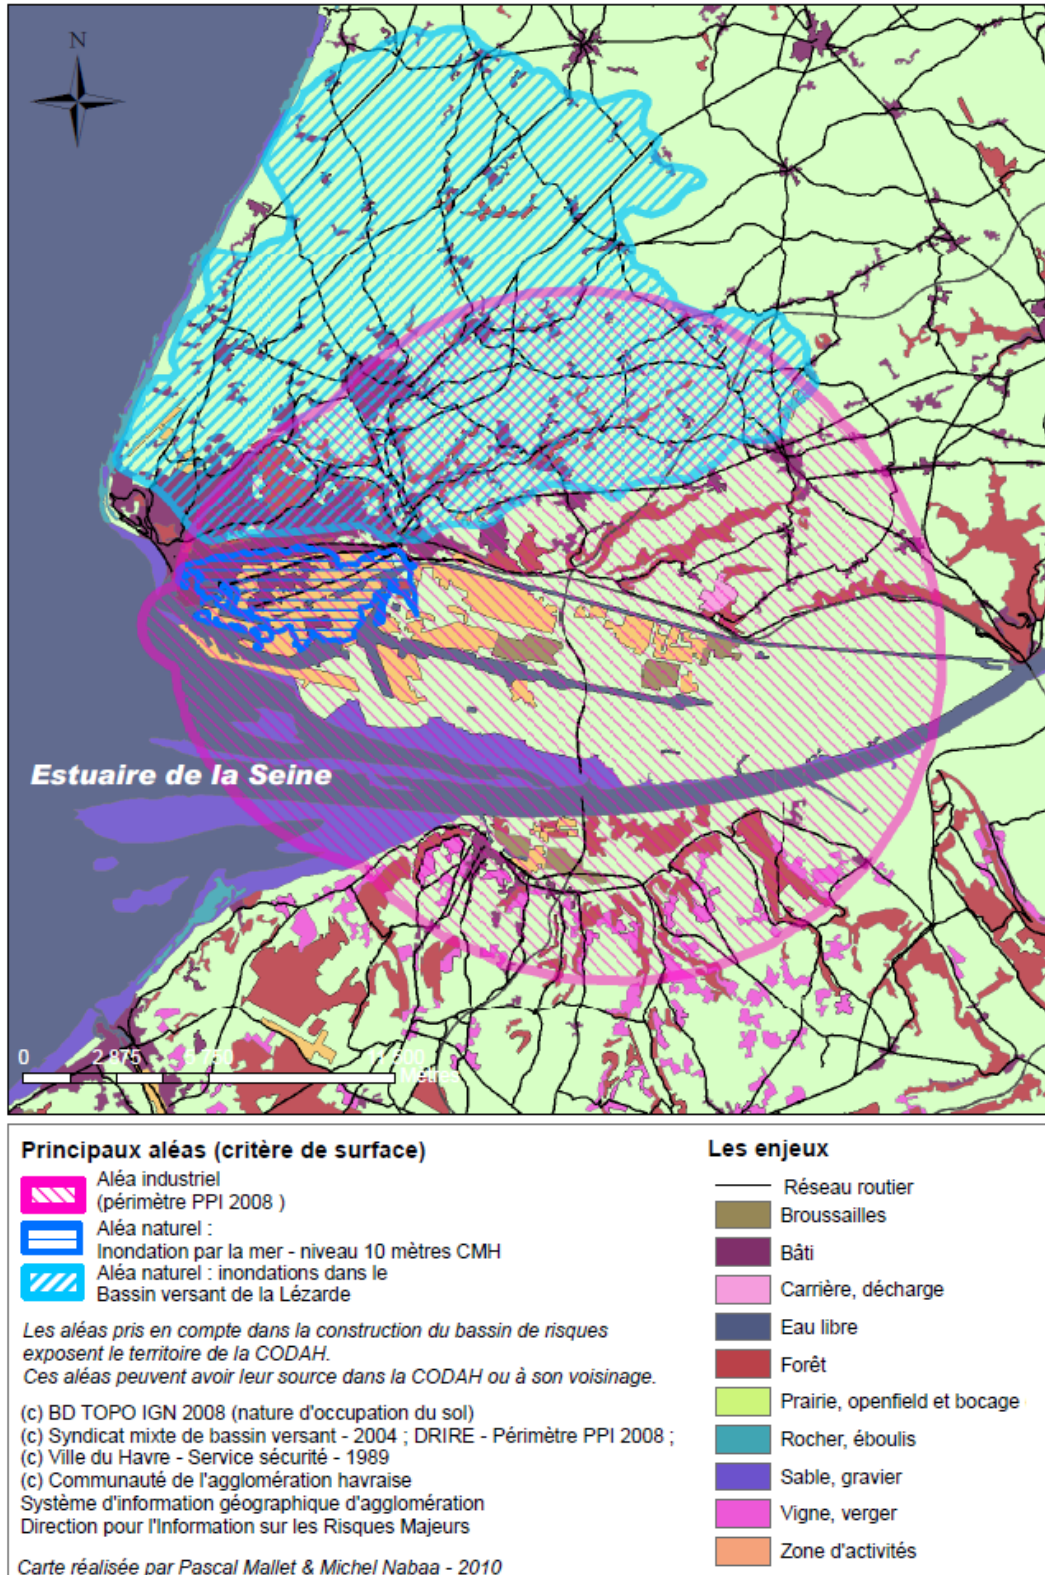 N
Estuaire de la Seine
0 2 875 5 750 11 500
Mètres
Principaux aléas (critère de surface)
Aléa industriel
(périmètre PPI 2008 )
Aléa naturel :
Inondation par la mer - niveau 10 mètres CMH
Aléa naturel : inondations dans le
Bassin versant de la Lézarde
Les aléas pris en compte dans la construction du bassin de risques
exposent le territoire de la CODAH.
Ces aléas peuvent avoir leur source dans la CODAH ou à son voisinage.
(c) BD TOPO IGN 2008 (nature d'occupation du sol)
(c) Syndicat mixte de bassin versant - 2004 ; DRIRE - Périmètre PPI 2008 ;
(c) Ville du Havre - Service sécurité - 1989
(c) Communauté de l'agglomération havraise
Système d'information géographique d'agglomération
Direction pour l'Information sur les Risques Majeurs
Carte réalisée par Pascal Mallet & Michel Nabaa - 2010
Les enjeux
Réseau routier
Broussailles
Bâti
Carrière, décharge
Eau libre
Forêt
Prairie, openfield et bocage
Rocher, éboulis
Sable, gravier
Vigne, verger
Zone d'activités